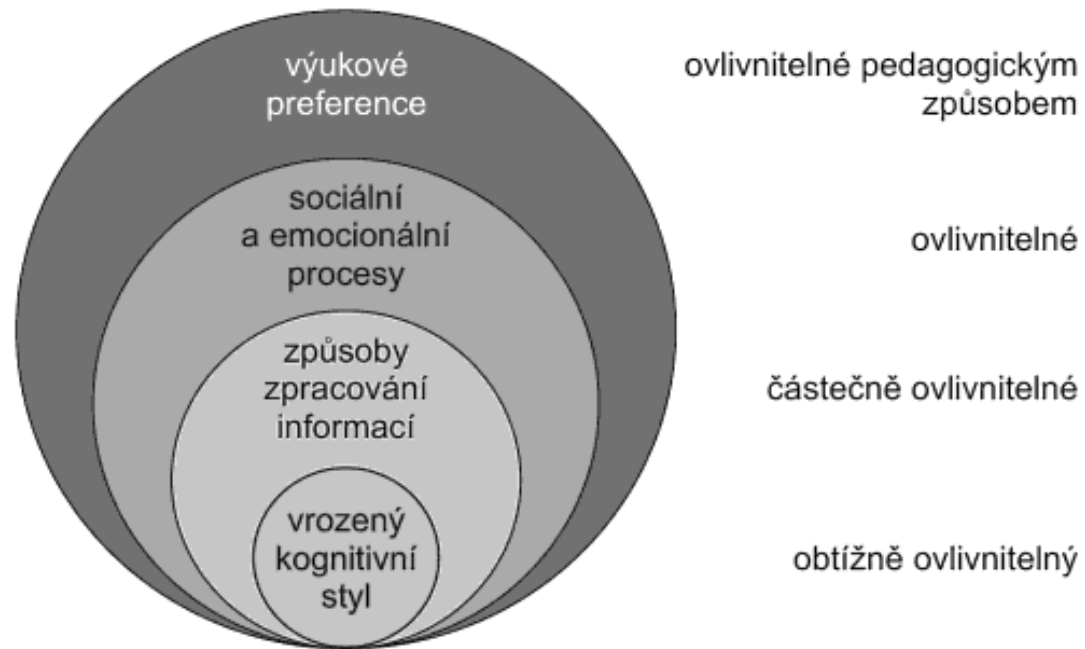 výukové
preference
ovlivnitelné pedagogickým
způsobem
sociální
a emocionální
procesy
ovlivnitelné
způsoby
zpracování
informací
částečně ovlivnitelné
vrozený
kognitivní
styl
obtížně ovlivnitelný